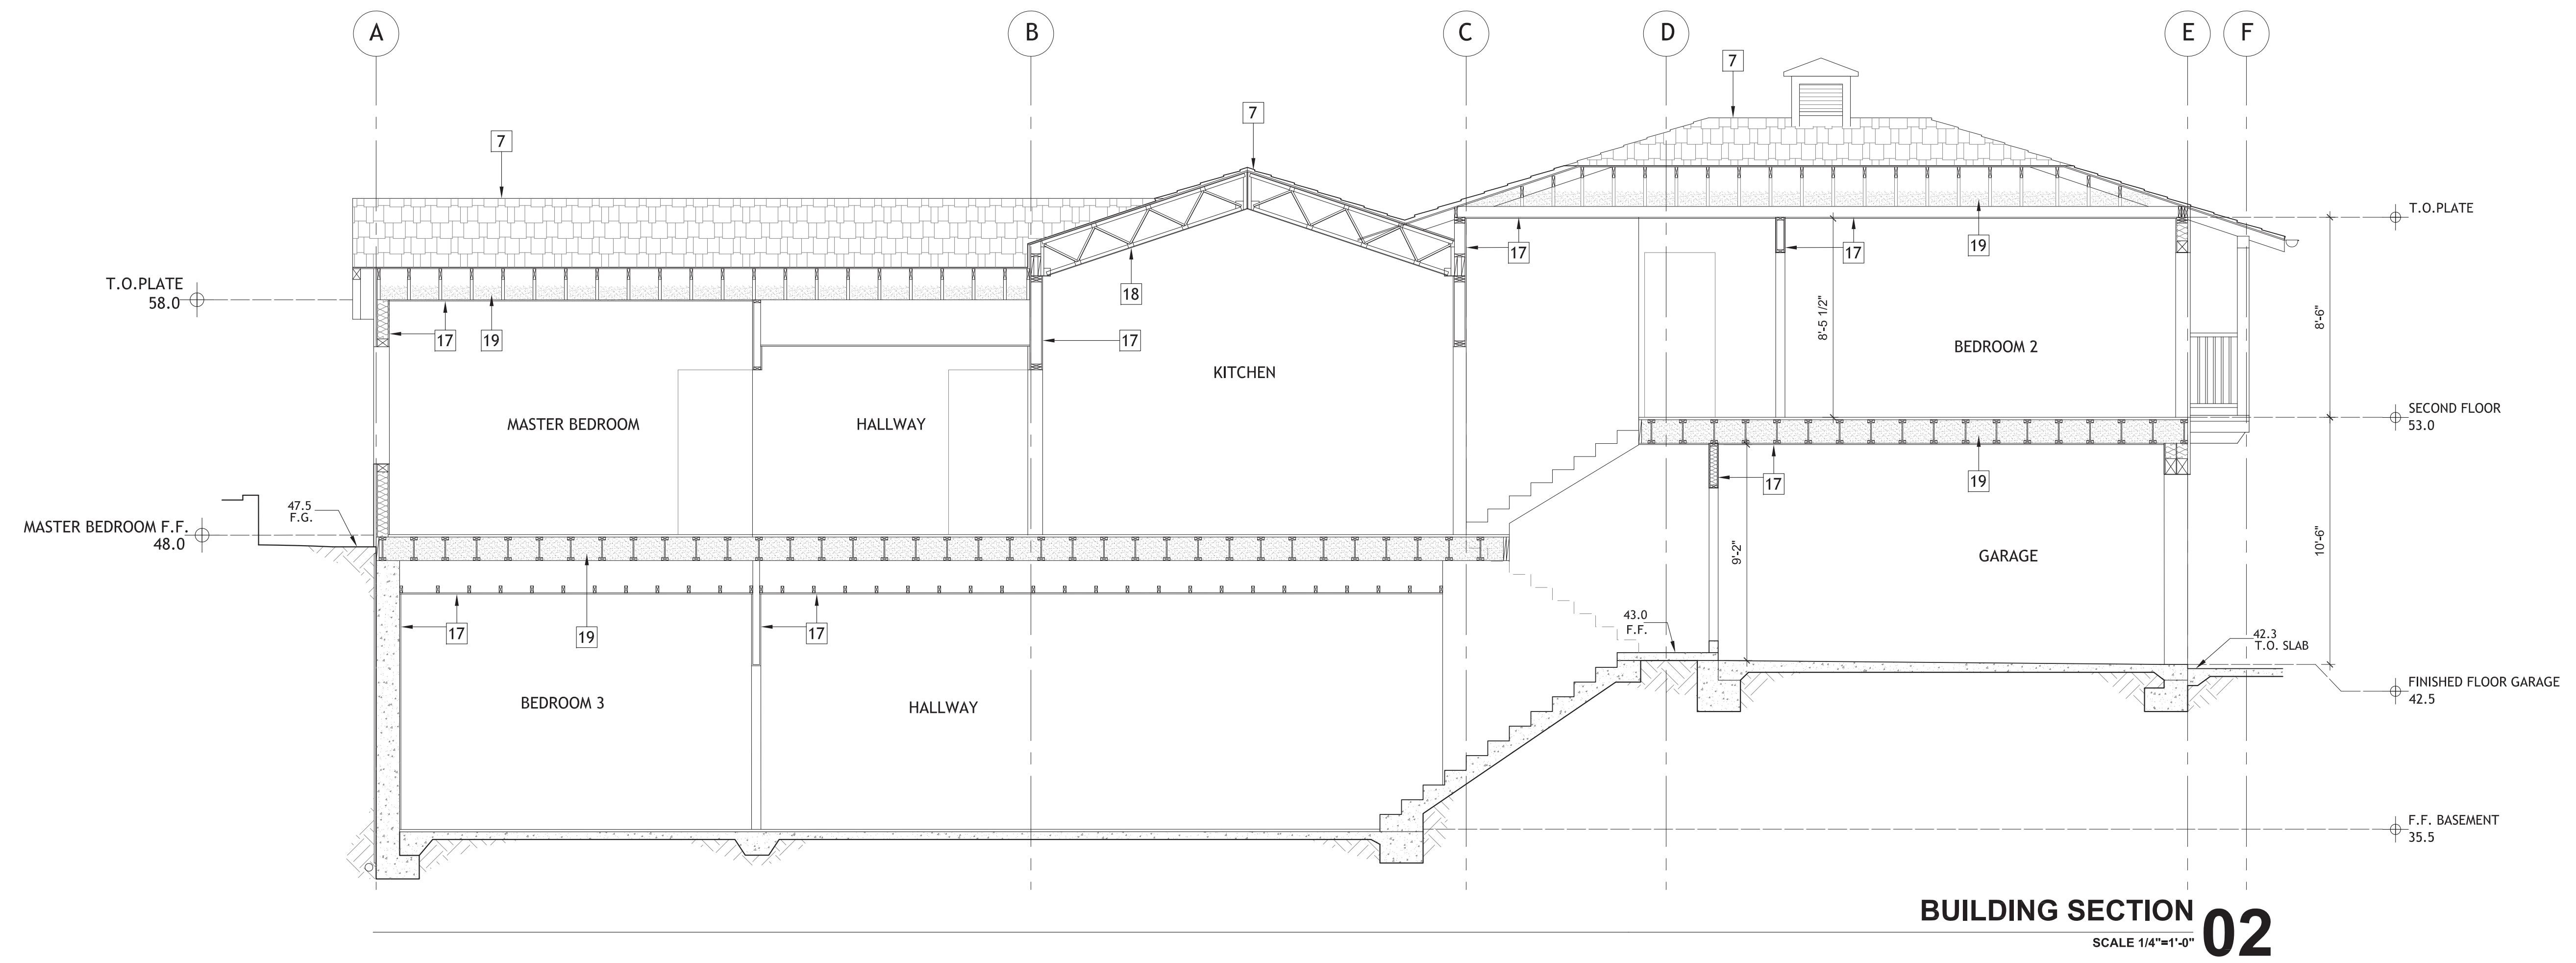 A
B
C
D
E
F
7
7
7
T.O.PLATE
17
17
19
T.O.PLATE
58.0
18
8'-5 1/2"
8'-6"
17
19
17
BEDROOM 2
KITCHEN
MASTER BEDROOM
HALLWAY
SECOND FLOOR
53.0
17
19
47.5
F.G.
MASTER BEDROOM F.F.
48.0
9'-2"
GARAGE
10'-6"
17
19
17
43.0
F.F.
42.3
T.O. SLAB
BEDROOM 3
HALLWAY
FINISHED FLOOR GARAGE
42.5
F.F. BASEMENT
35.5
BUILDING SECTION
02
SCALE 1/4"=1'-0"